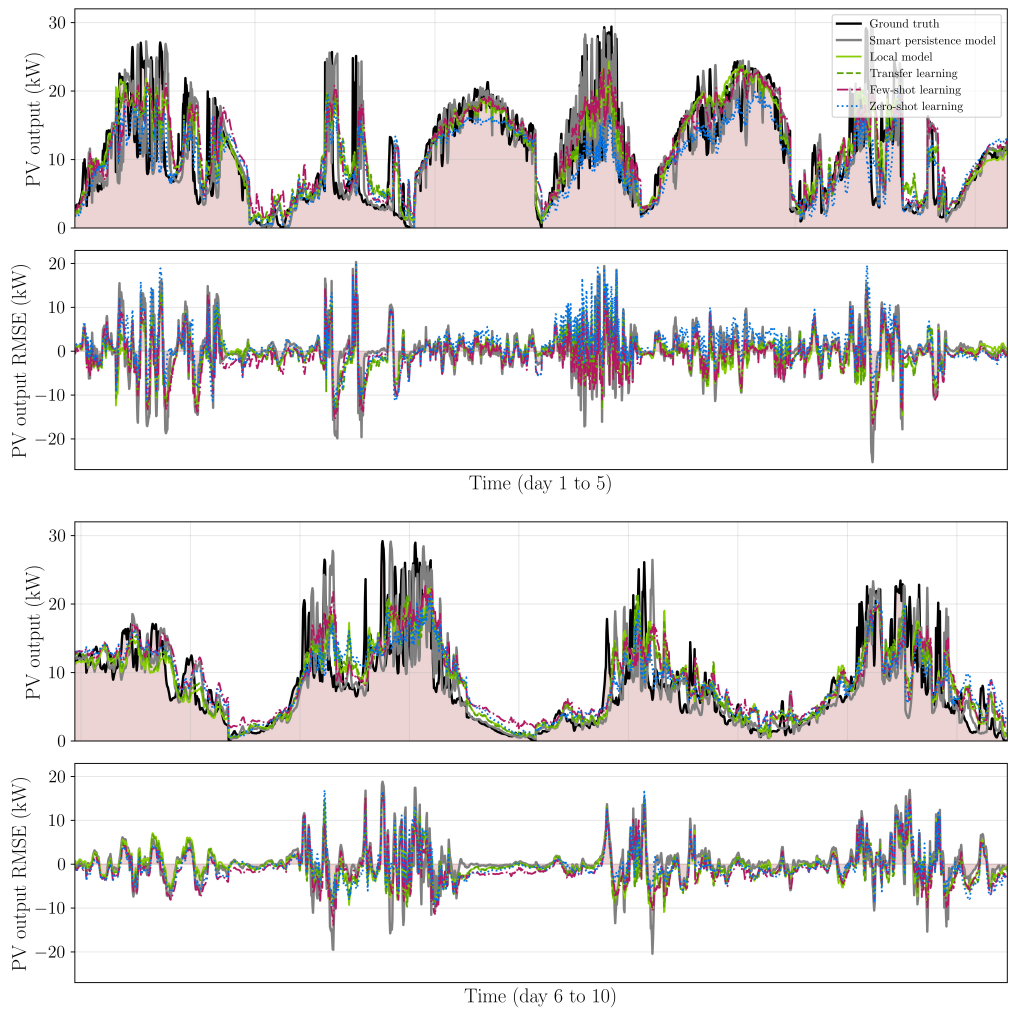 30
20
10
0
PV output (kW)
Ground truth
Smart persistence model
Local model
Transfer learning
Few-shot learning
Zero-shot learning
20
10
0
−10
−20
PV output RMSE (kW)
Time (day 1 to 5)
30
20
10
0
PV output (kW)
20
10
0
−10
−20
PV output RMSE (kW)
Time (day 6 to 10)